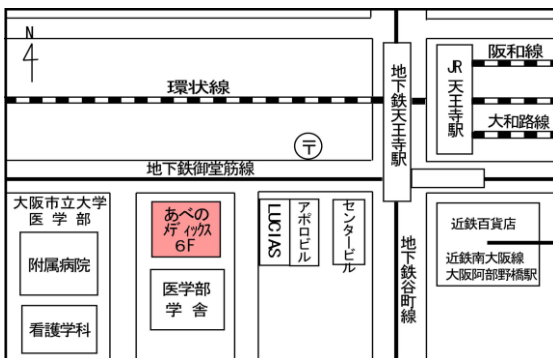 N
環状線
地下鉄天王寺駅
JR
天王寺駅
阪和線
大和路線
〒
地下鉄御堂筋線
大阪市立大学
医学部
附属病院
看護学科
あべの
メディックス
6F
医学部
学舎
LUCIAS
アポロビル
センタービル
地下鉄谷町線
近鉄百貨店
近鉄南大阪線
大阪阿部野橋駅